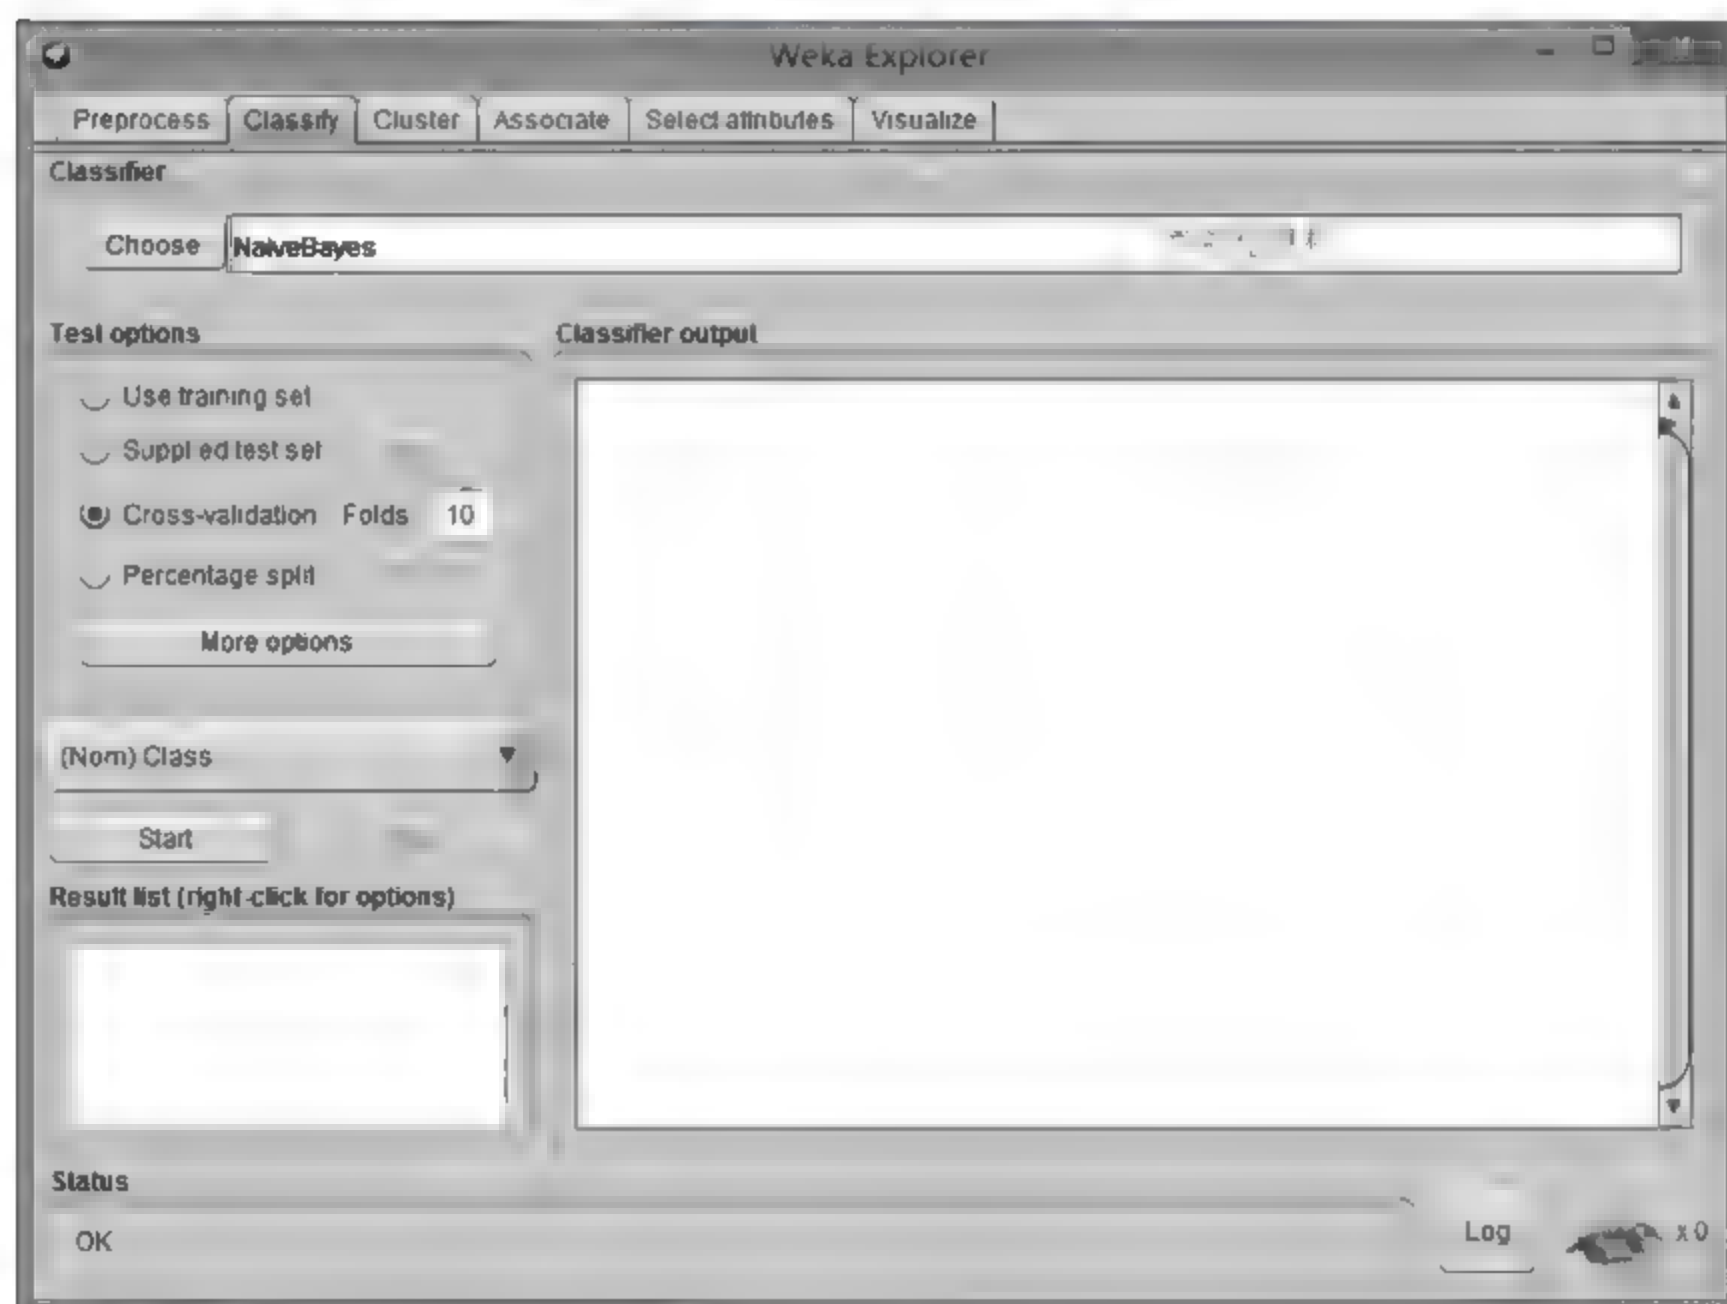 Weka Explorer
Preprocess Classify Cluster Associate Select attributes Visualize
Classifier
Choose NaiveBayes
Test options
Classifier output
Use training set
Supplied test set
Cross-validation Folds 10
Percentage split
More options
(Nom) Class
Start
Result list (right-click for options)
Status
OK
Log x 0